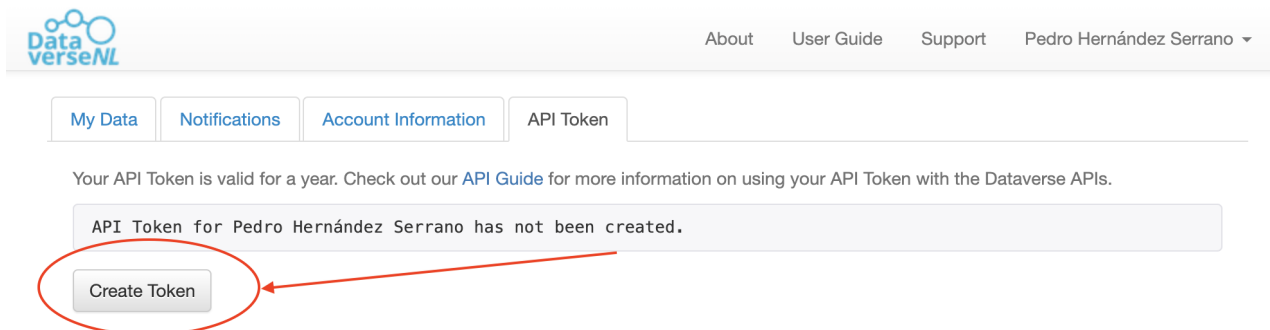 Data
verseNL
About User Guide Support Pedro Hernández Serrano
My Data Notifications Account Information API Token
Your API Token is valid for a year. Check out our API Guide for more information on using your API Token with the Dataverse APIs.
API Token for Pedro Hernández Serrano has not been created.
Create Token